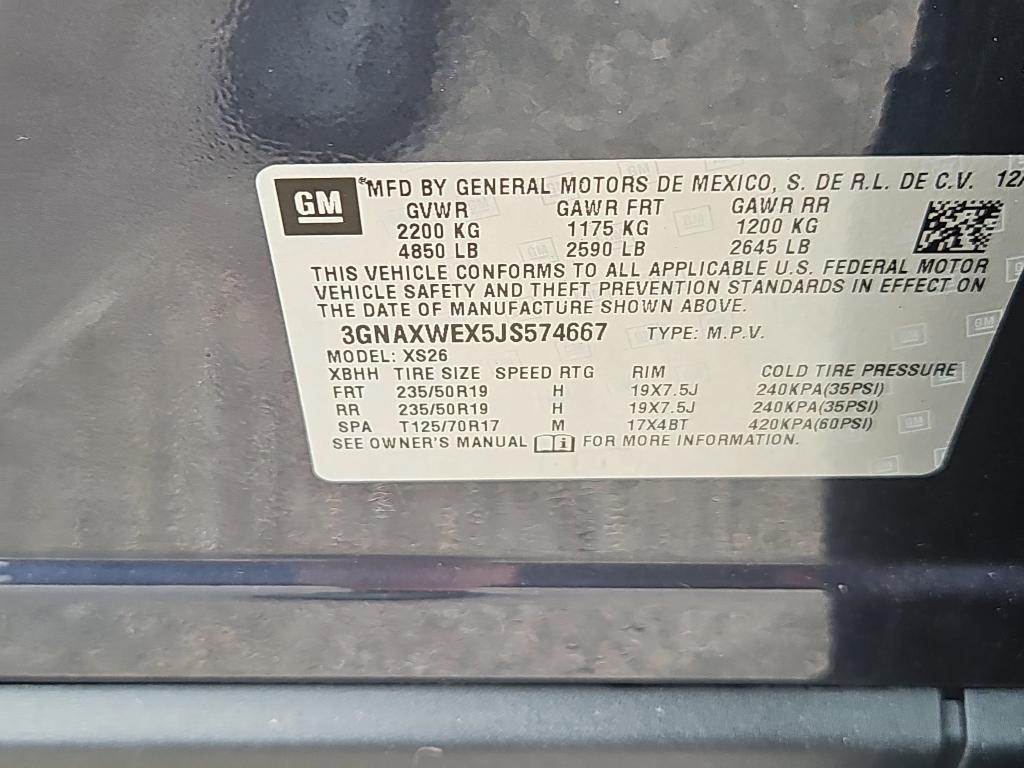 GM MFD BY GENERAL MOTORS DE MEXICO, S. DE R.L. DE C.V. 12/
GVWR GAWR FRT GAWR RR
2200 KG 1175 KG 1200 KG
4850 LB 2590 LB 2645 LB
THIS VEHICLE CONFORMS TO ALL APPLICABLE U.S. FEDERAL MOTOR
VEHICLE SAFETY AND THEFT PREVENTION STANDARDS IN EFFECT ON
THE DATE OF MANUFACTURE SHOWN ABOVE.
3GNAXWEX5JS574667 TYPE: M.P.V.
MODEL: XS26
XBHH TIRE SIZE SPEED RTG RIM COLD TIRE PRESSURE
FRT 235/50R19 H 19X7.5J 240KPA(35PSI)
RR 235/50R19 H 19X7.5J 240KPA(35PSI)
SPA T125/70R17 M 17X4BT 420KPA(60PSI)
SEE OWNER'S MANUAL FOR MORE INFORMATION.